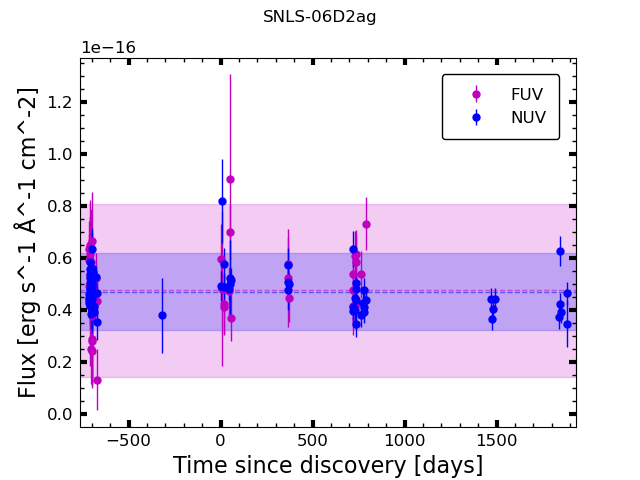 SNLS-06D2ag
1e−16
FUV
NUV
1.2
1.0
0.8
0.6
0.4
0.2
0.0
Flux [erg s^-1 Å^-1 cm^-2]
−500 0 500 1000 1500
Time since discovery [days]